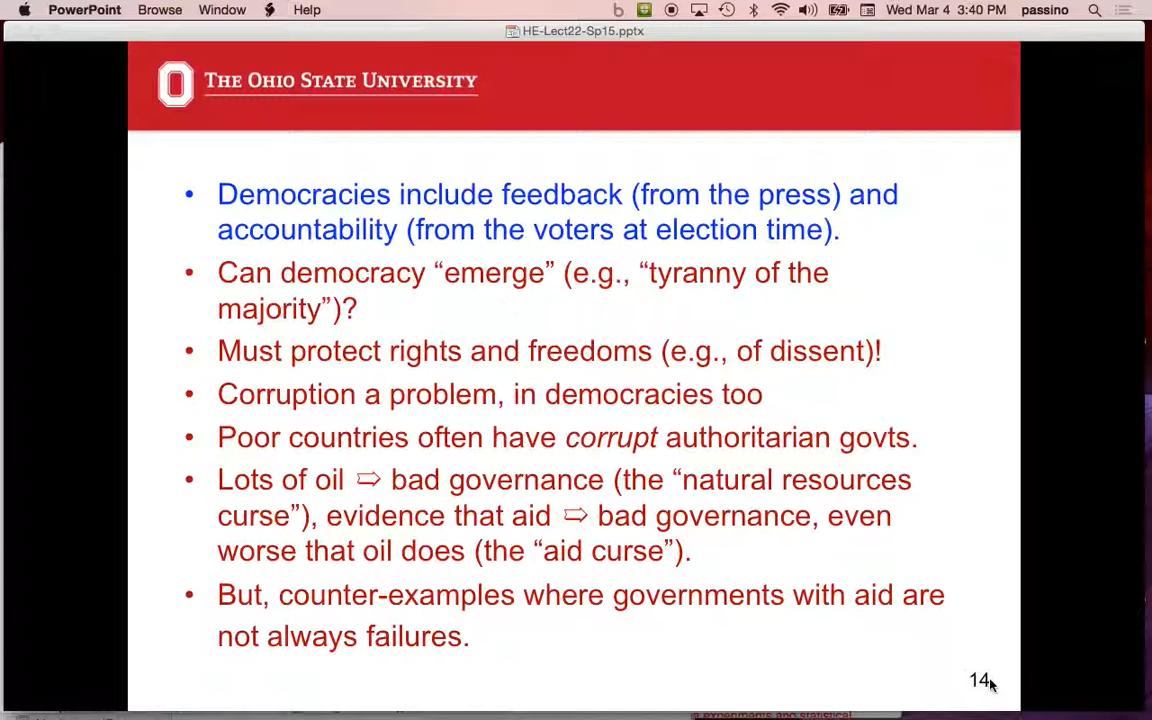 PowerPoint Browse Window Help Wed Mar 4 3:40 PM passino
HE-Lect22-Sp15.pptx
THE OHIO STATE UNIVERSITY
• Democracies include feedback (from the press) and
accountability (from the voters at election time).
• Can democracy “emerge” (e.g., “tyranny of the
majority”)?
• Must protect rights and freedoms (e.g., of dissent)!
• Corruption a problem, in democracies too
• Poor countries often have corrupt authoritarian govts.
• Lots of oil ⇨ bad governance (the “natural resources
curse”), evidence that aid ⇨ bad governance, even
worse that oil does (the “aid curse”).
• But, counter-examples where governments with aid are
not always failures.
14